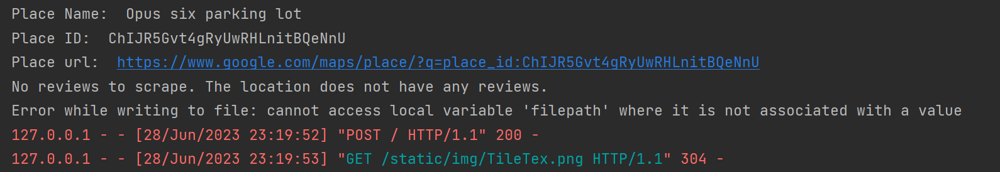 Place Name:  Opus six parking lot
Place ID:  ChIJR5Gvt4gRyUwRHLnitBQeNnU
Place url:  https://www.google.com/maps/place/?q=place_id:ChIJR5Gvt4gRyUwRHLnitBQeNnU
No reviews to scrape. The location does not have any reviews.
Error while writing to file: cannot access local variable 'filepath' where it is not associated with a value
127.0.0.1 - - [28/Jun/2023 23:19:52] "POST / HTTP/1.1" 200 -
127.0.0.1 - - [28/Jun/2023 23:19:53] "GET /static/img/TileTex.png HTTP/1.1" 304 -